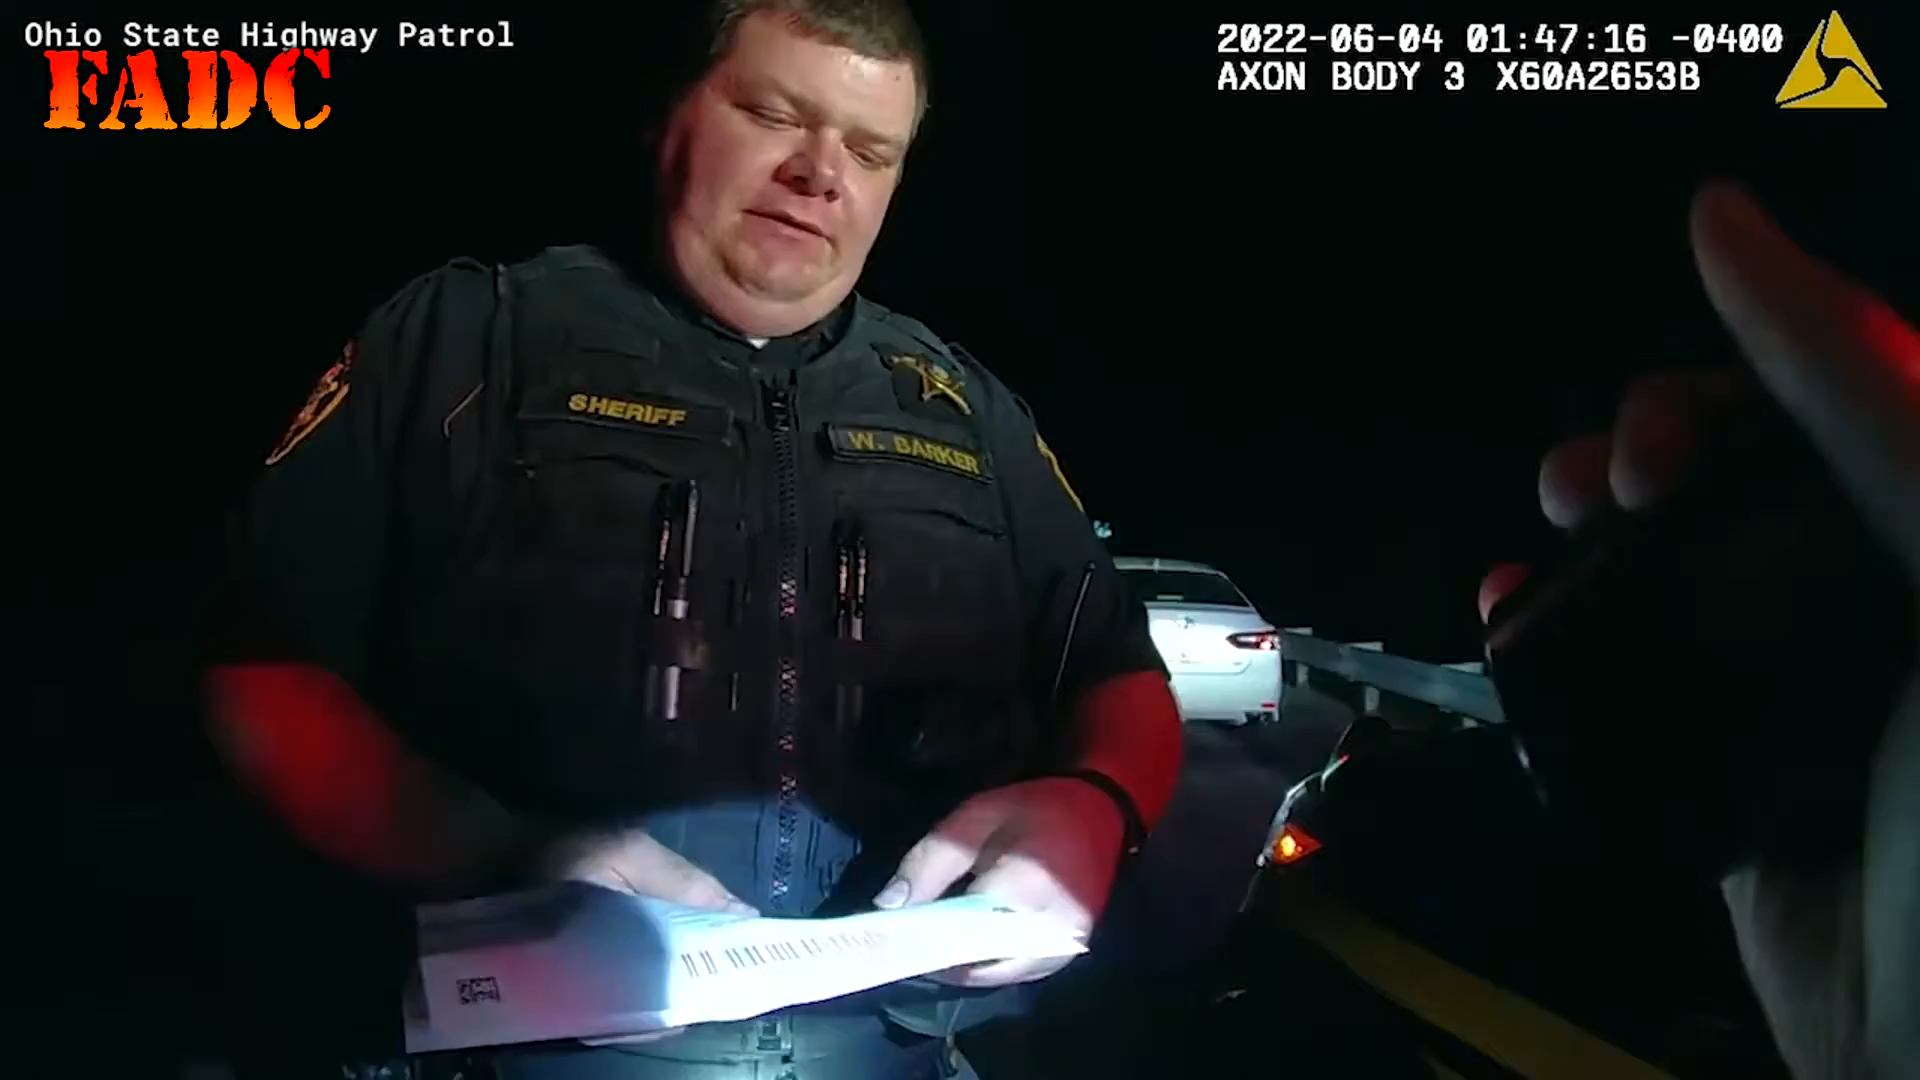 Ohio State Highway Patrol
FADC
2022-06-04 01:47:16 -0400
AXON BODY 3 X60A2653B
SHERIFF
W. BARKER